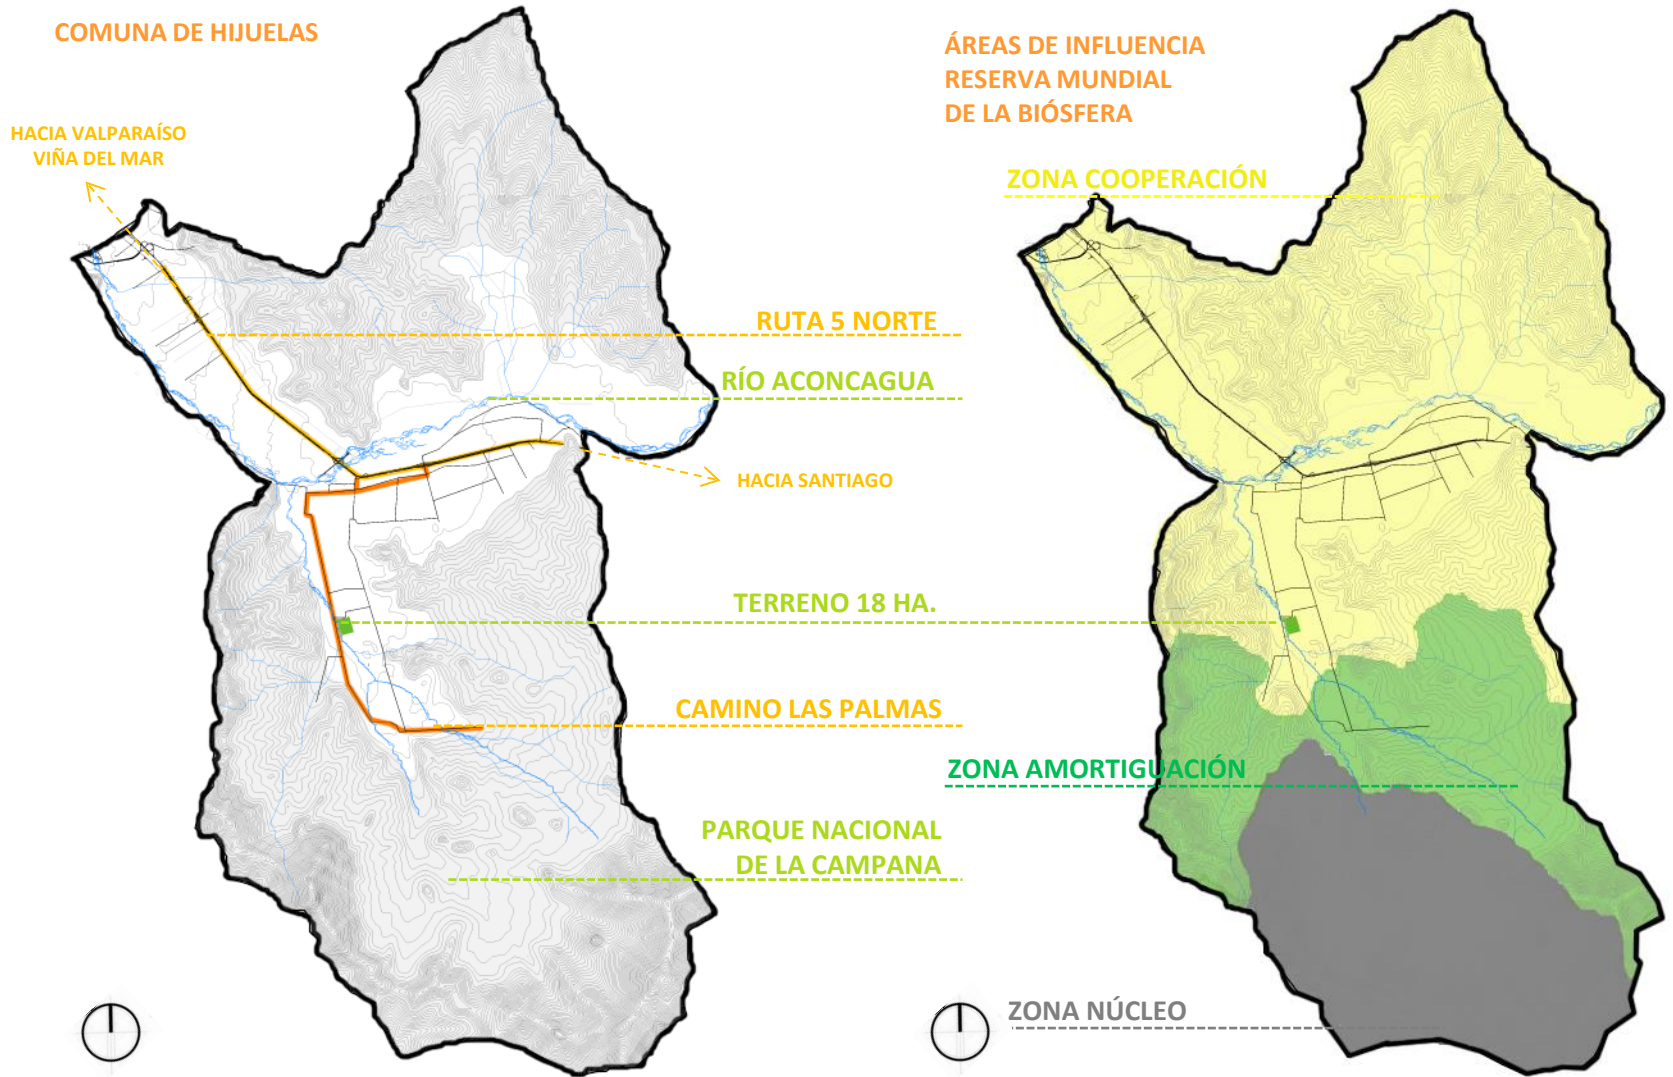 COMUNA DE HIJUELAS
HACIA VALPARAÍSO
VIÑA DEL MAR
RUTA 5 NORTE
RÍO ACONCAGUA
HACIA SANTIAGO
TERRENO 18 HA.
CAMINO LAS PALMAS
PARQUE NACIONAL
DE LA CAMPANA
ÁREAS DE INFLUENCIA
RESERVA MUNDIAL
DE LA BIÓSFERA
ZONA COOPERACIÓN
ZONA AMORTIGUACIÓN
ZONA NÚCLEO